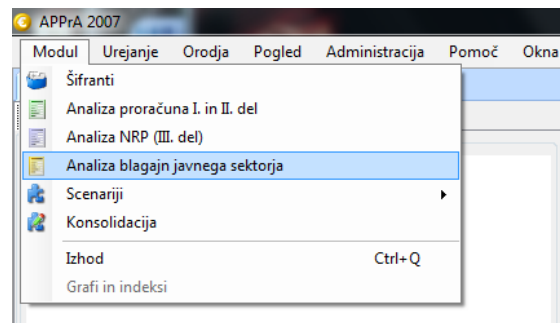 APPrA 2007
Modul Urejanje Orodja Pogled Administracija Pomoč Okna
Šifranti
Analiza proračuna I. in II. del
Analiza NRP (III. del)
Analiza blagajn javnega sektorja
Scenariji
Konsolidacija
Izhod Ctrl+Q
Grafi in indeksi